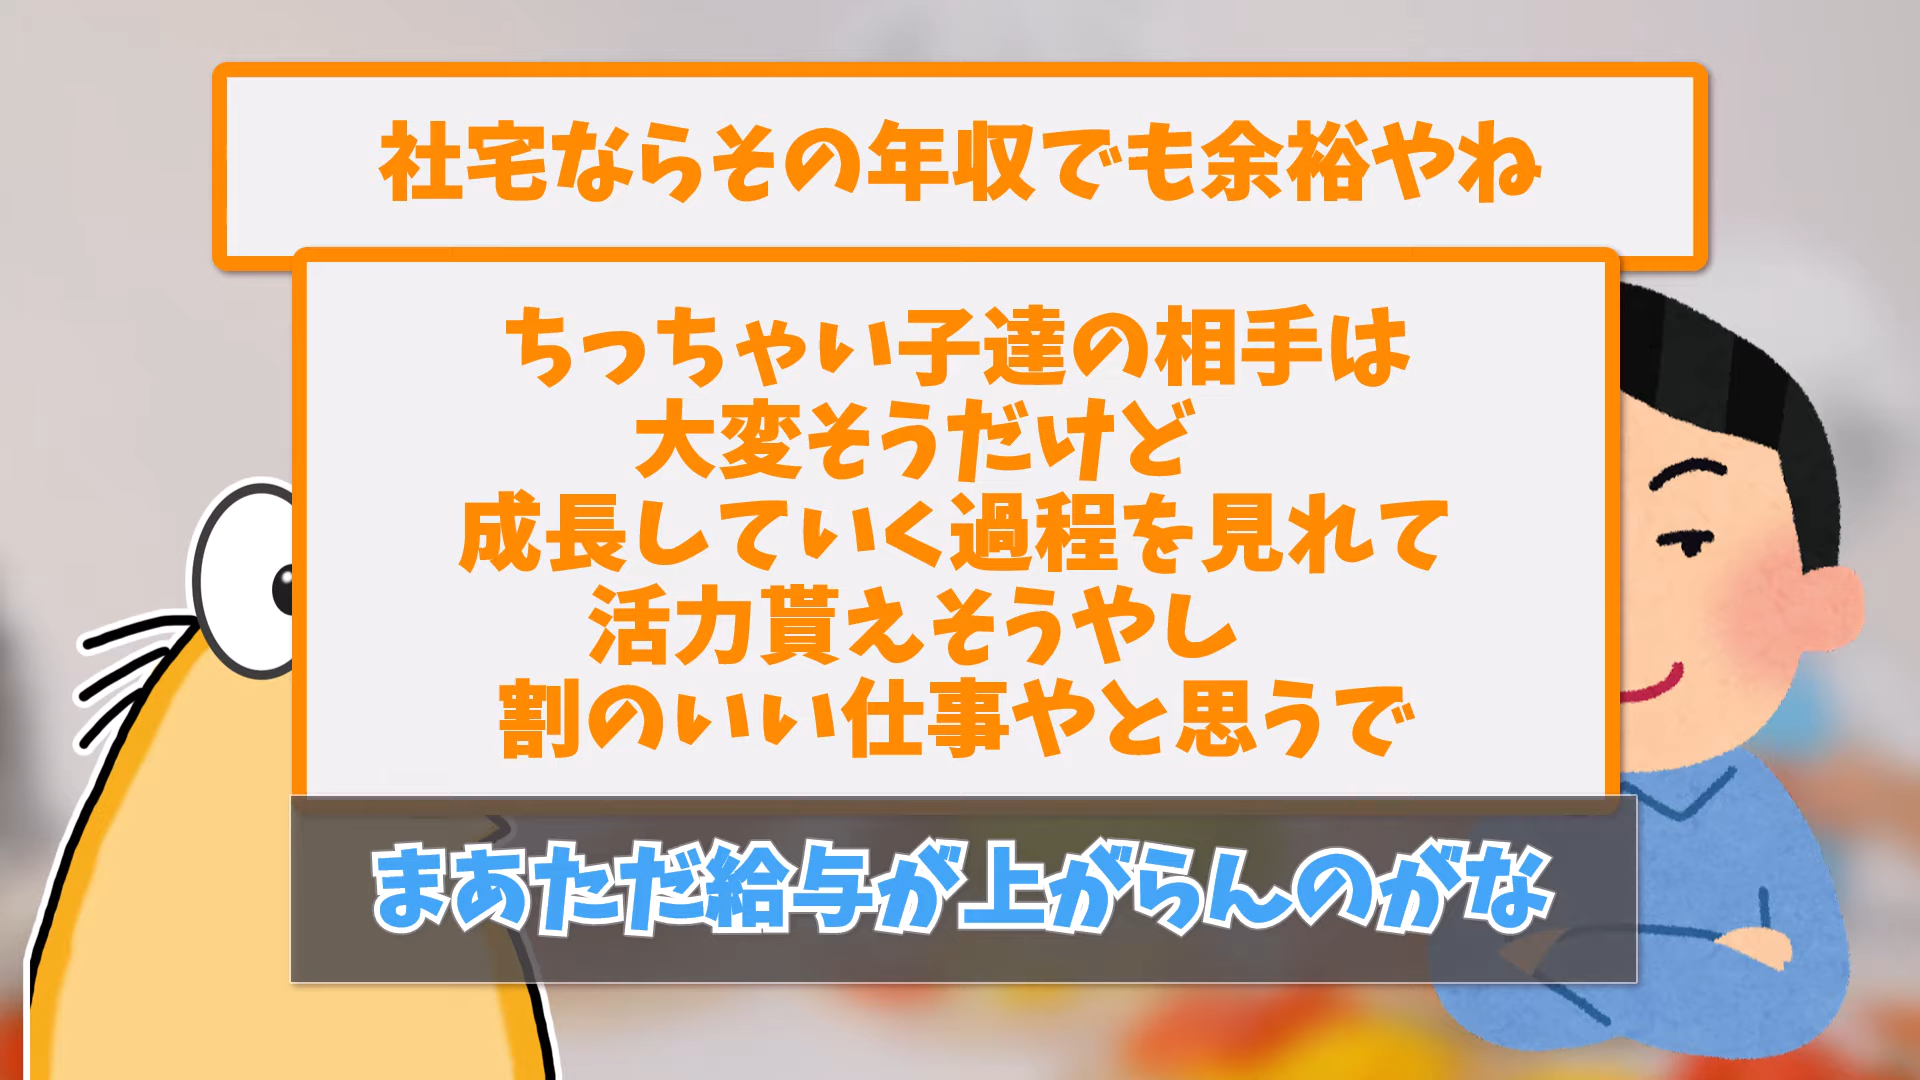 社宅ならその年収でも余裕やね
ちっちゃい子達の相手は
大変そうだけど
成長していく過程を見れて
活力貰えそうやし
割のいい仕事やと思うで
まあただ給与が上がらんのがな